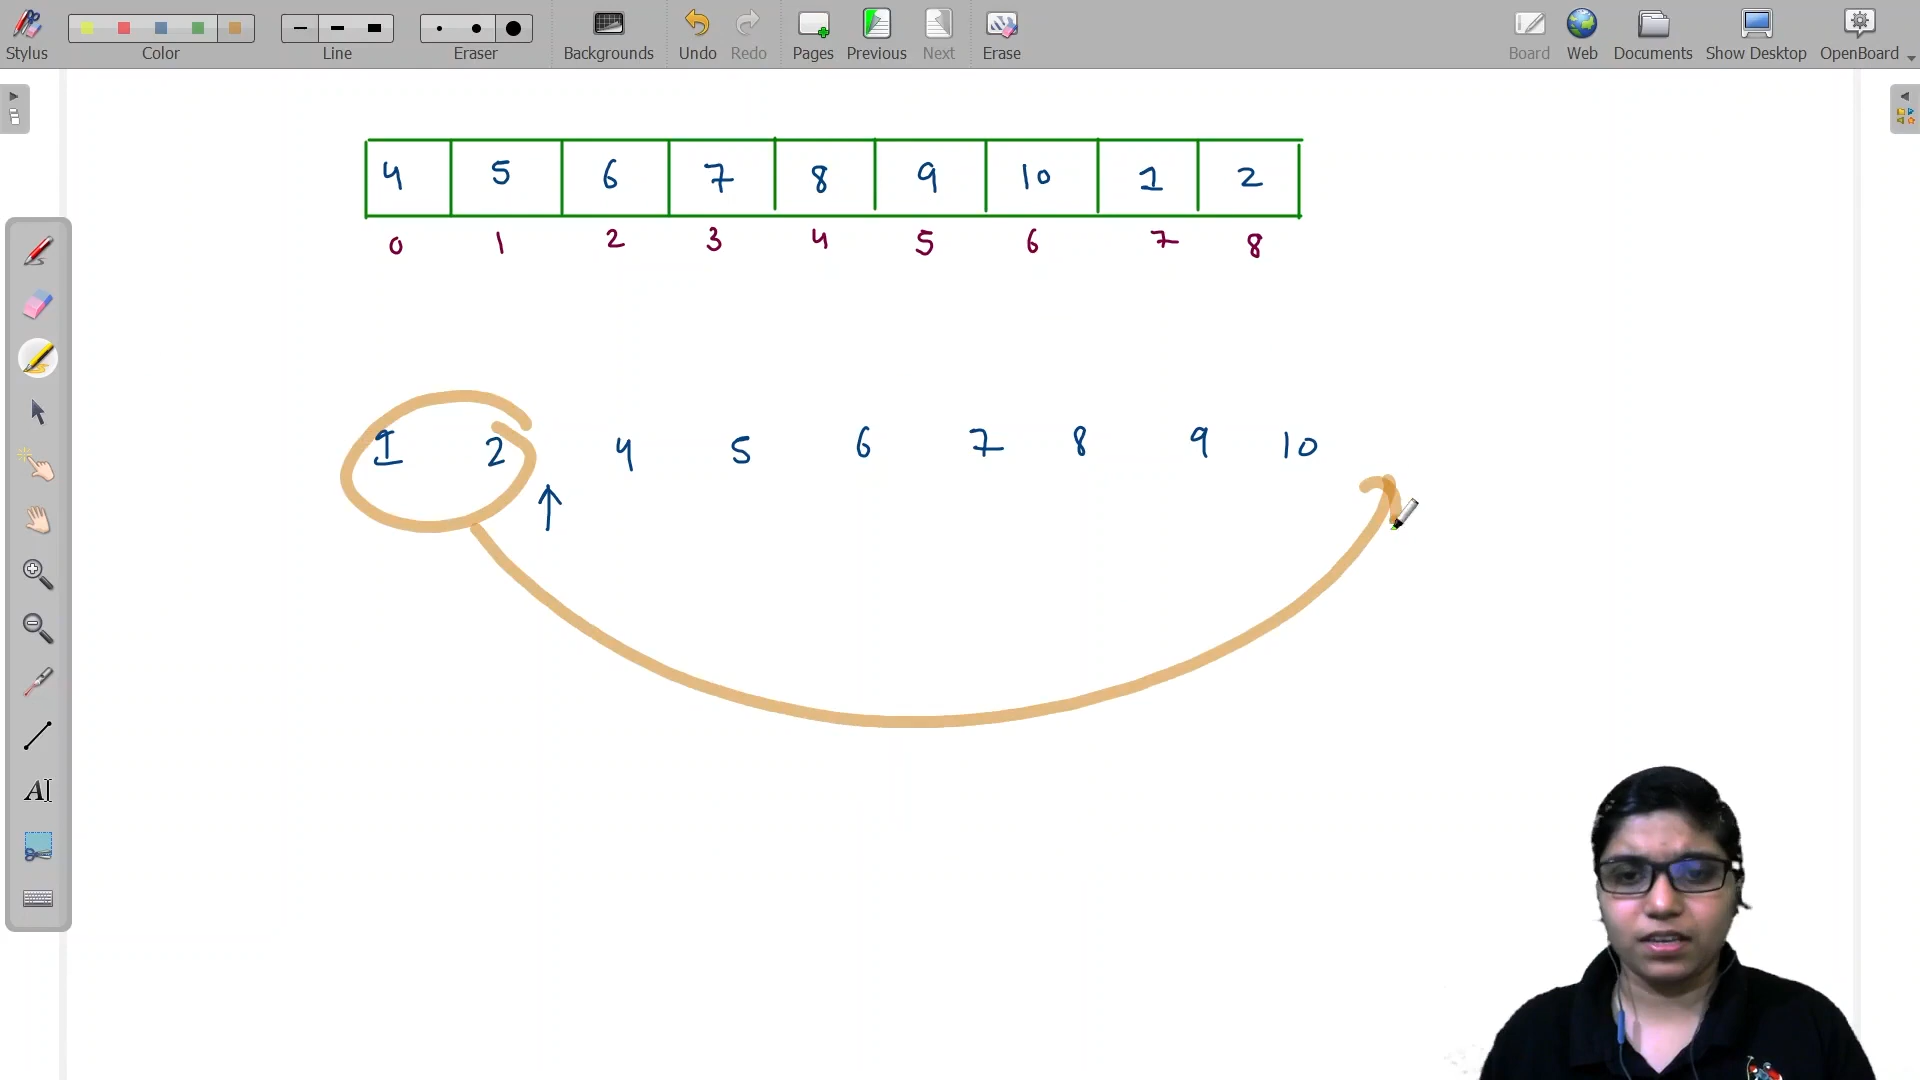 Stylus Color Line Eraser Backgrounds Undo Redo Pages Previous Next Erase Board Web Documents Show Desktop OpenBoard
4 5 6 7 8 9 10 1 2
0 1 2 3 4 5 6 7 8
1 2 4 5 6 7 8 9 10